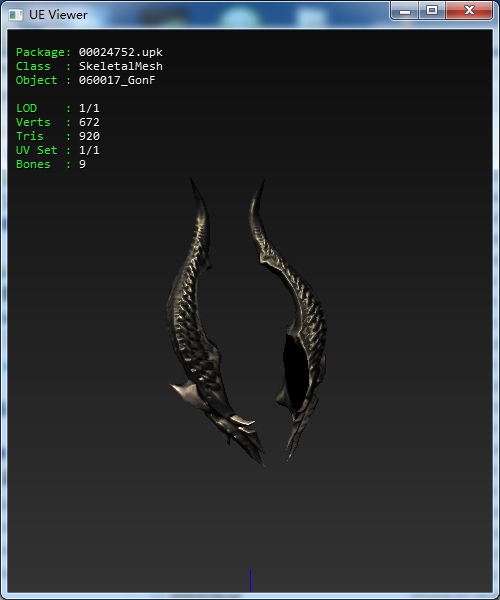 UE Viewer
Package: 00024752.upk
Class : SkeletalMesh
Object : 060017_GonF
LOD : 1/1
Verts : 672
Tris : 920
UV Set : 1/1
Bones : 9